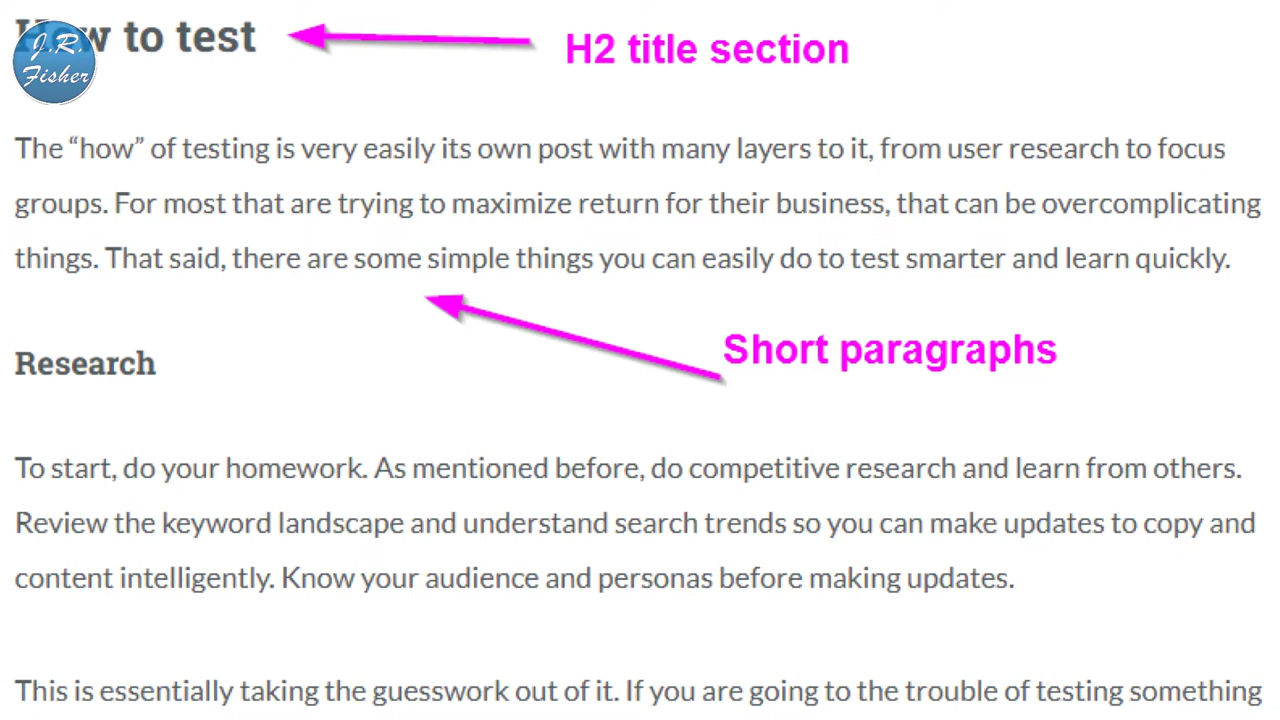 How to test
H2 title section
J.R.
Fisher
The “how” of testing is very easily its own post with many layers to it, from user research to focus
groups. For most that are trying to maximize return for their business, that can be overcomplicating
things. That said, there are some simple things you can easily do to test smarter and learn quickly.
Short paragraphs
Research
To start, do your homework. As mentioned before, do competitive research and learn from others.
Review the keyword landscape and understand search trends so you can make updates to copy and
content intelligently. Know your audience and personas before making updates.
This is essentially taking the guesswork out of it. If you are going to the trouble of testing something